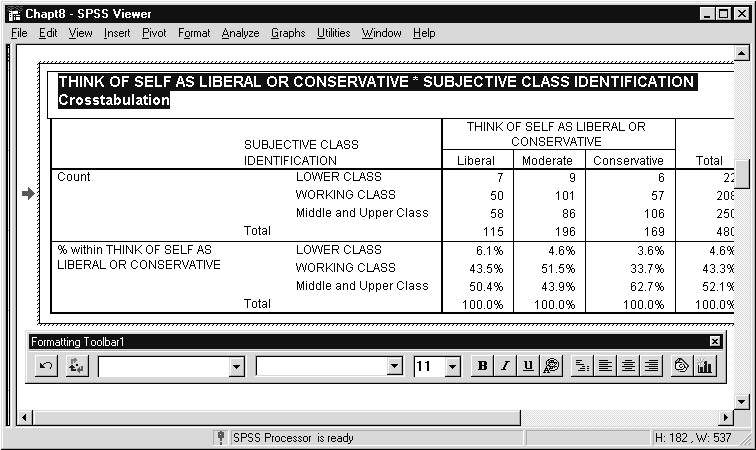 Chapt8 - SPSS Viewer
File Edit View Insert Pivot Format Analyze Graphs Utilities Window Help
THINK OF SELF AS LIBERAL OR CONSERVATIVE * SUBJECTIVE CLASS IDENTIFICATION
Crosstabulation
THINK OF SELF AS LIBERAL OR
CONSERVATIVE
SUBJECTIVE CLASS
IDENTIFICATION
Liberal Moderate Conservative Total
Count LOWER CLASS 7 9 6 22
WORKING CLASS 50 101 57 208
Middle and Upper Class 58 86 106 250
Total 115 196 169 480
% within THINK OF SELF AS LOWER CLASS 6.1% 4.6% 3.6% 4.6%
LIBERAL OR CONSERVATIVE WORKING CLASS 43.5% 51.5% 33.7% 43.3%
Middle and Upper Class 50.4% 43.9% 62.7% 52.1%
Total 100.0% 100.0% 100.0% 100.0%
Formatting Toolbar1
11 B I U
SPSS Processor is ready H: 182 , W: 537